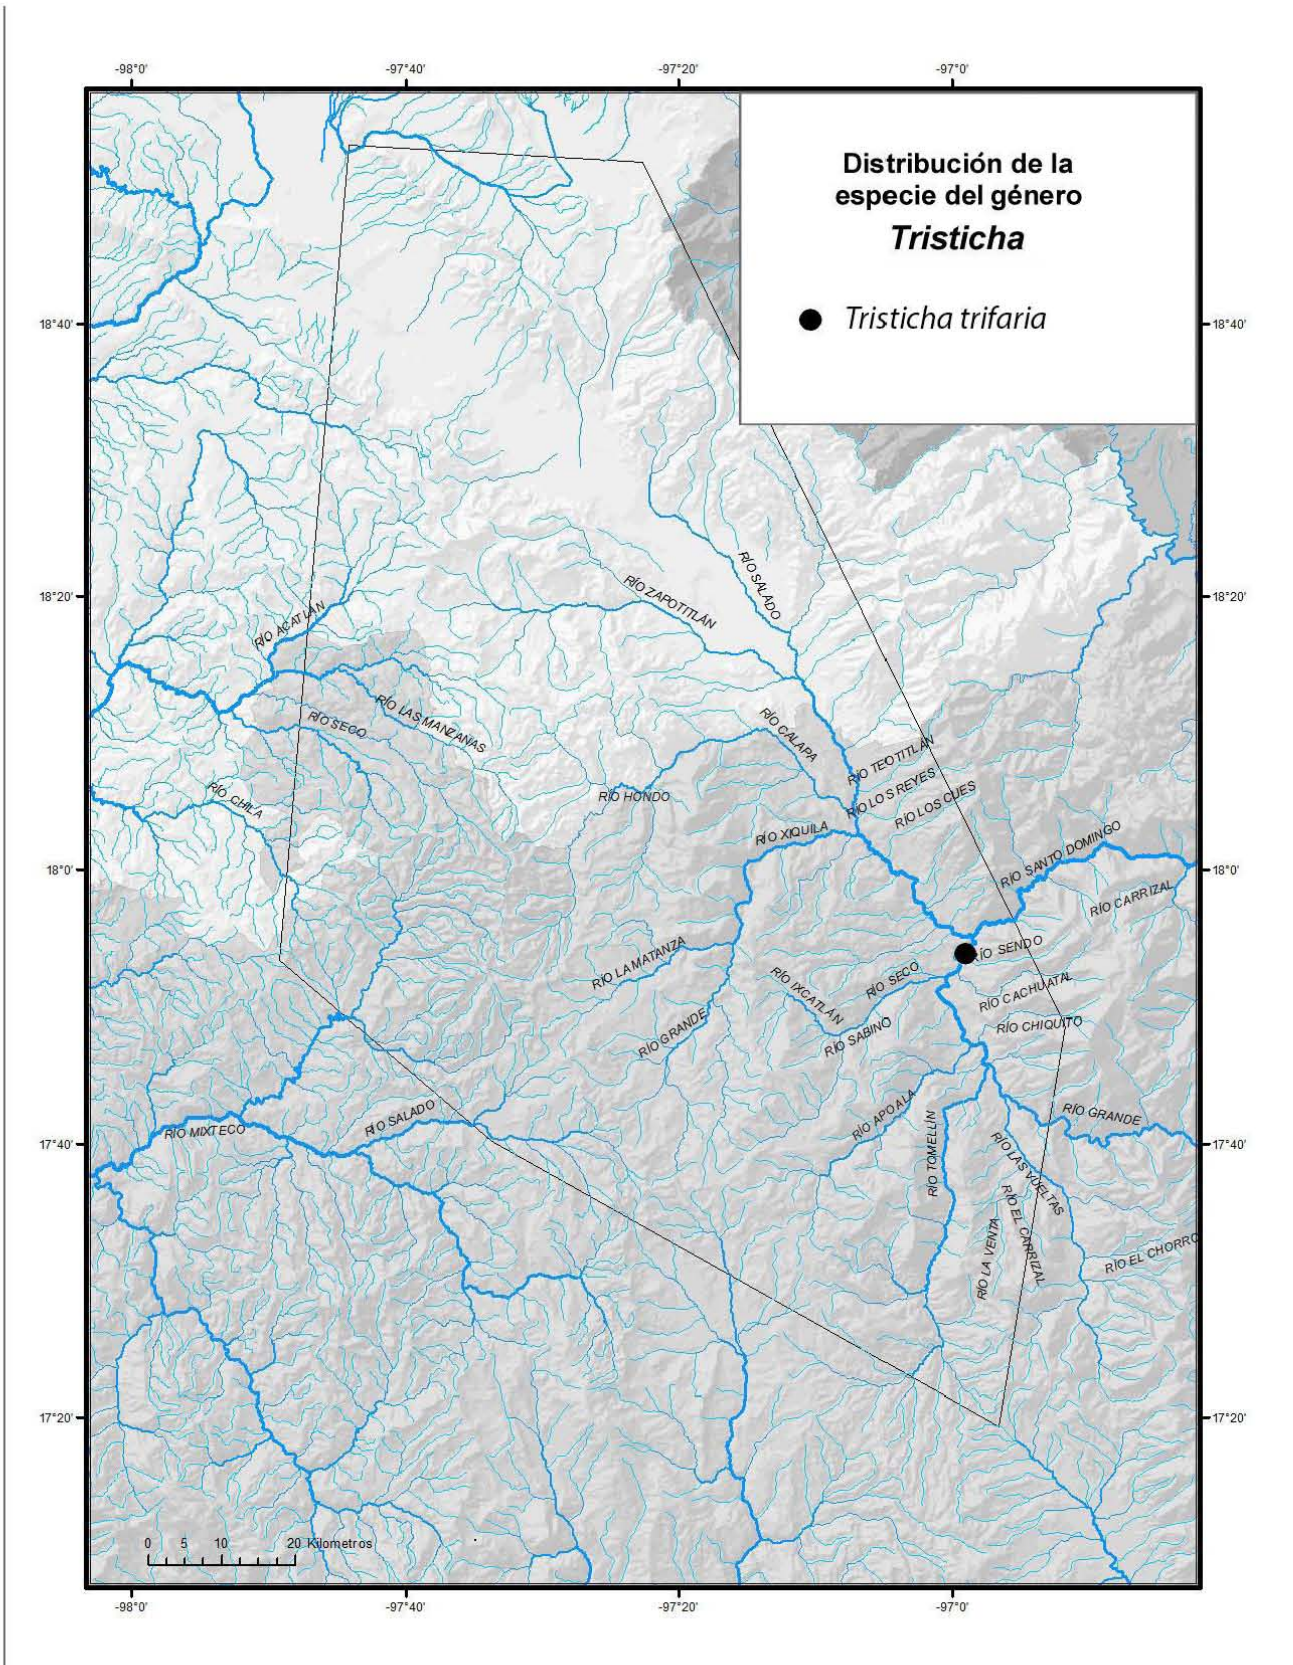 -98°0'
-97°40'
-97°20'
-97°0'
Distribución de la
especie del género
Tristicha
Tristicha trifaria
18°40'
18°40'
RÍO SALADO
RÍO ZAPOTITLÁN
18°20'
18°20'
RÍO ACATLÁN
RÍO LAS MANZANAS
RÍO SECO
RÍO CALAPA
RÍO TEOTITLÁN
RÍO CHILA
RÍO HONDO
RÍO LOS REYES
RÍO LOS CUES
RÍO XIQUILA
RÍO SANTO DOMINGO
18°0'
18°0'
RÍO CARRIZAL
RÍO LA MATANZA
RÍO SENDO
RÍO IXCATLÁN
RÍO SECO
RÍO CACHUATAL
RÍO GRANDE
RÍO SABINO
RÍO CHIQUITO
RÍO MIXTECO
RÍO SALADO
RÍO APOALA
RÍO GRANDE
17°40'
17°40'
RÍO TOMELLÍN
RÍO LAS VUELTAS
RÍO EL CARRIZAL
RÍO LA VENTA
RÍO EL CHORRO
17°20'
17°20'
0 5 10 20 Kilometros
-98°0'
-97°40'
-97°20'
-97°0'